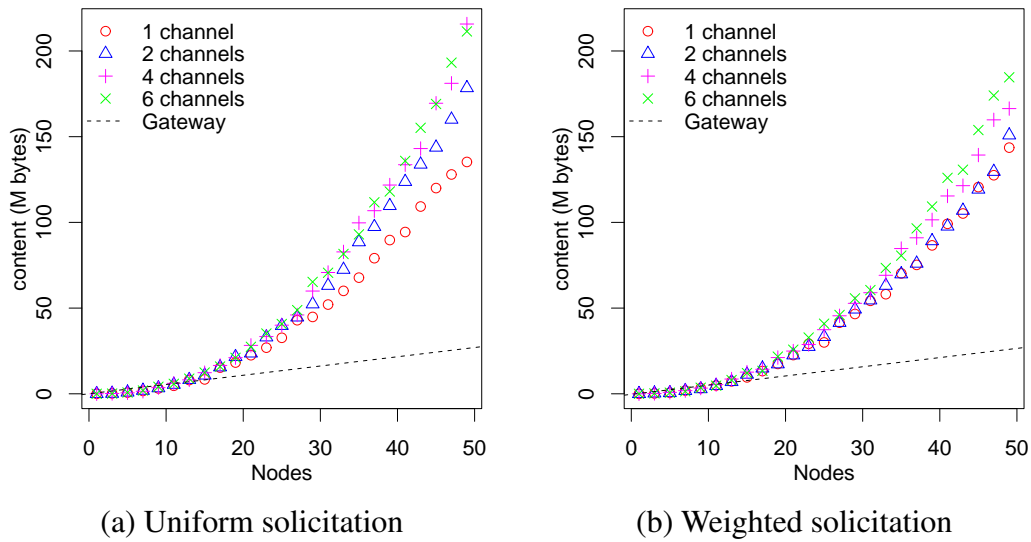 content (M bytes)
200
150
100
50
0
1 channel
2 channels
4 channels
6 channels
Gateway
0 10 20 30 40 50
Nodes
(a) Uniform solicitation
content (M bytes)
200
150
100
50
0
1 channel
2 channels
4 channels
6 channels
Gateway
0 10 20 30 40 50
Nodes
(b) Weighted solicitation